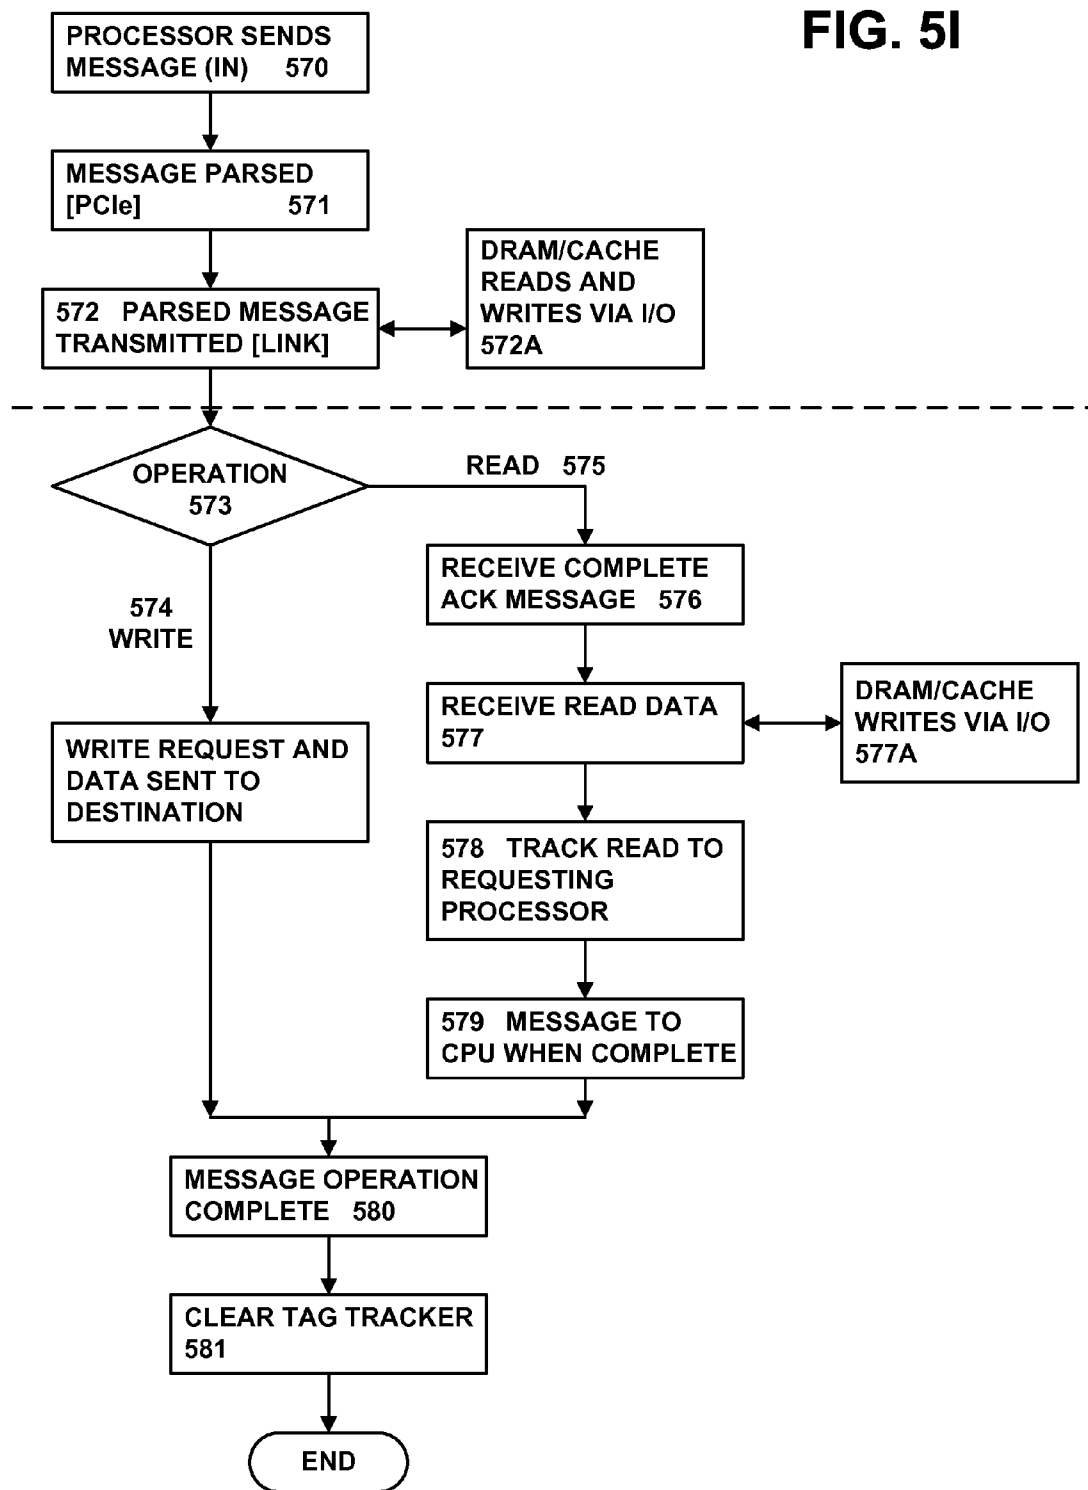 FIG. 5I
PROCESSOR SENDS
MESSAGE (IN) 570
MESSAGE PARSED
[PCIe] 571
572 PARSED MESSAGE
TRANSMITTED [LINK]
DRAM/CACHE
READS AND
WRITES VIA I/O
572A
OPERATION
573
READ 575
574
WRITE
RECEIVE COMPLETE
ACK MESSAGE 576
RECEIVE READ DATA
577
DRAM/CACHE
WRITES VIA I/O
577A
WRITE REQUEST AND
DATA SENT TO
DESTINATION
578 TRACK READ TO
REQUESTING
PROCESSOR
579 MESSAGE TO
CPU WHEN COMPLETE
MESSAGE OPERATION
COMPLETE 580
CLEAR TAG TRACKER
581
END